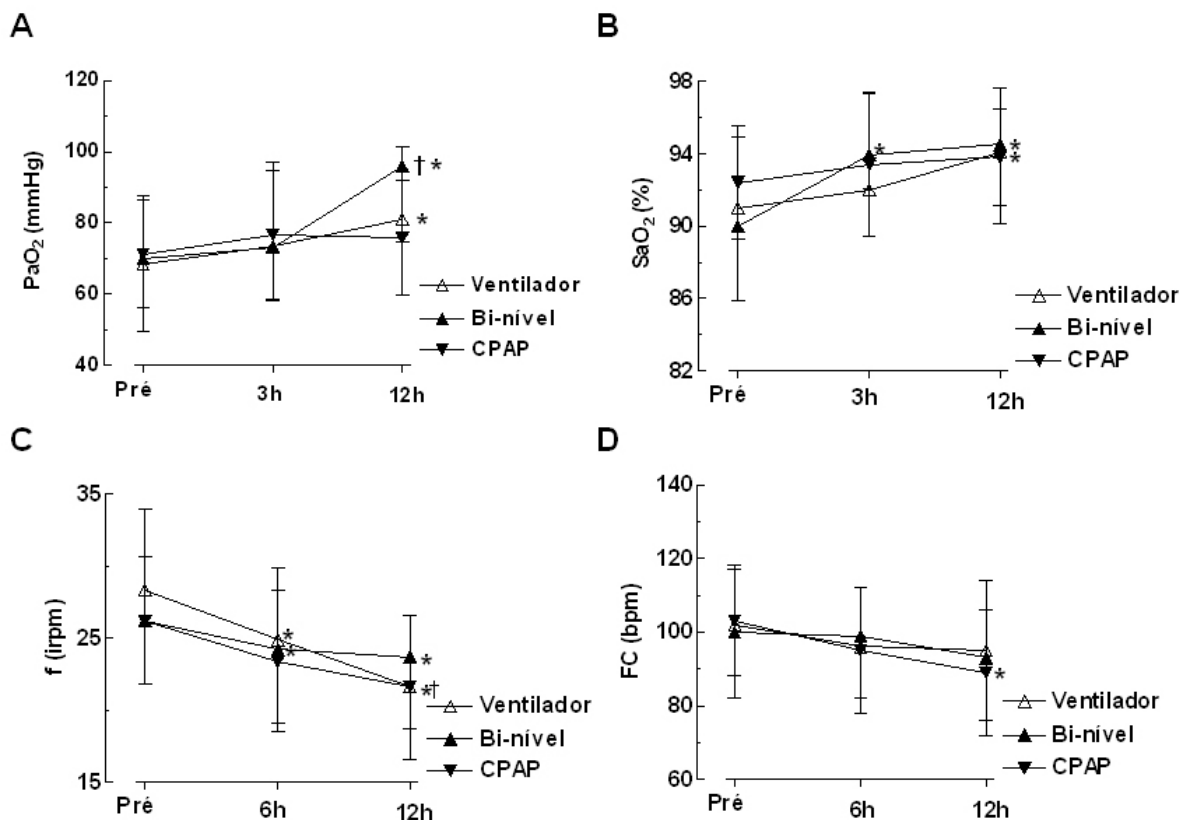 A
PaO₂ (mmHg)
120
100
80
60
40
† *
*
Ventilador
Bi-nível
CPAP
Pré
3h
12h
B
SaO₂ (%)
98
94
90
86
82
*
*
*
Ventilador
Bi-nível
CPAP
Pré
3h
12h
C
f (irpm)
35
25
15
*
*
*
*†
Ventilador
Bi-nível
CPAP
Pré
6h
12h
D
FC (bpm)
140
120
100
80
60
*
Ventilador
Bi-nível
CPAP
Pré
6h
12h